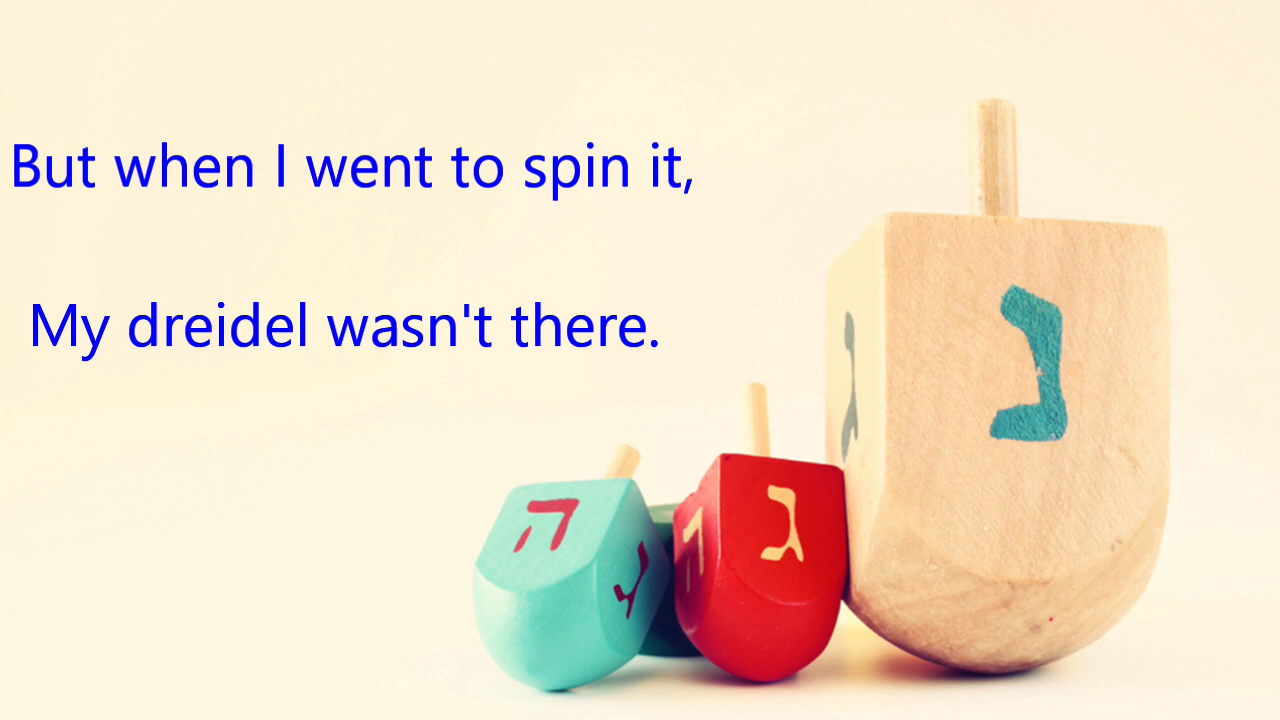 But when I went to spin it,
My dreidel wasn't there.
נ
ג
ה
ג
ג
ה